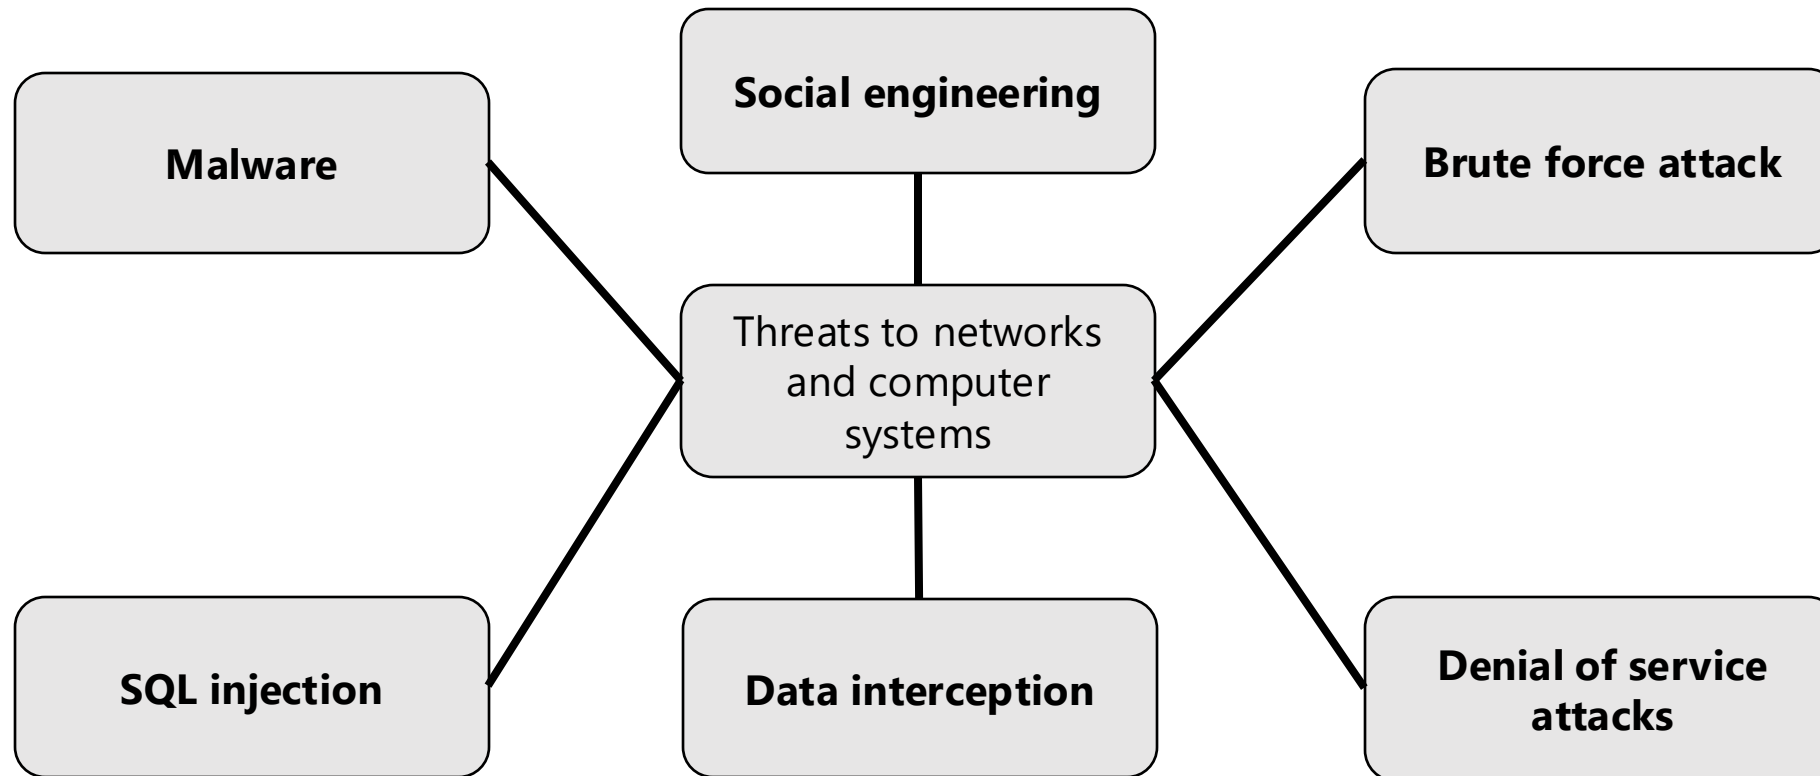 Social engineering
Malware
Brute force attack
Threats to networks
and computer
systems
SQL injection
Data interception
Denial of service
attacks